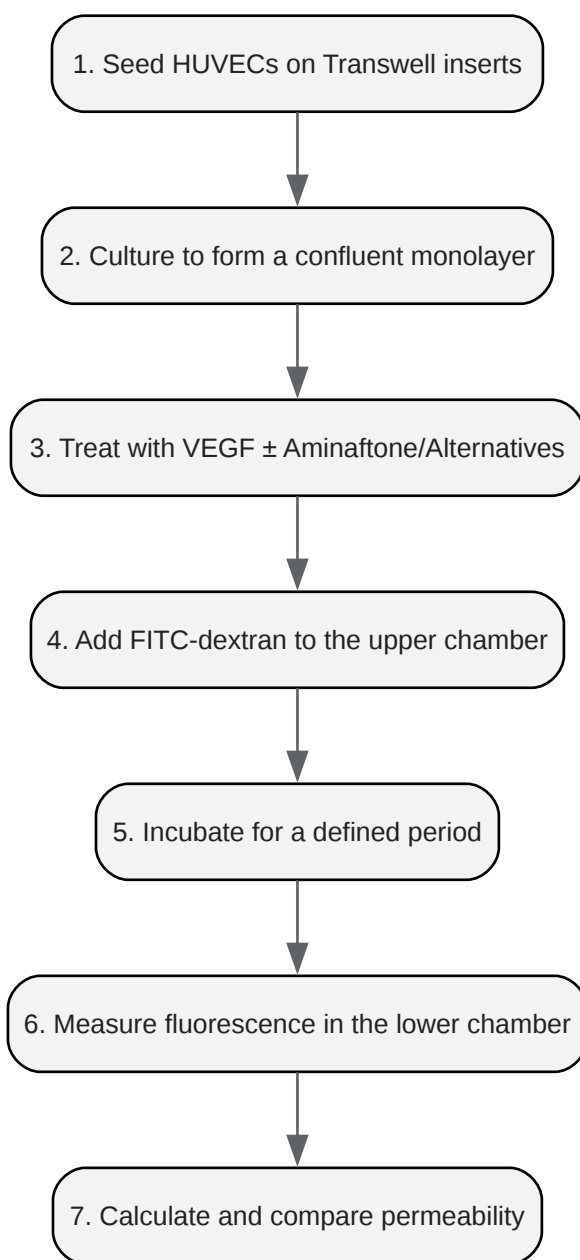 1. Seed HUVECs on Transwell inserts
2. Culture to form a confluent monolayer
3. Treat with VEGF ± Aminaftone/Alternatives
4. Add FITC-dextran to the upper chamber
5. Incubate for a defined period
6. Measure fluorescence in the lower chamber
7. Calculate and compare permeability